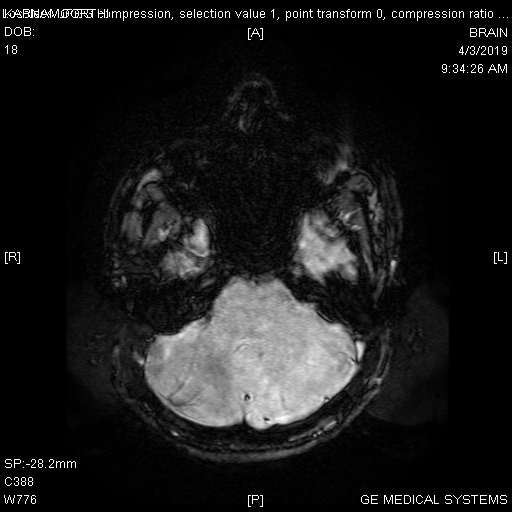 Compression, selection value 1, point transform 0, compression ratio ...
DOB:
18
[A]
BRAIN
4/3/2019
9:34:26 AM
[R]
[L]
SP:-28.2mm
C388
W776
[P]
GE MEDICAL SYSTEMS